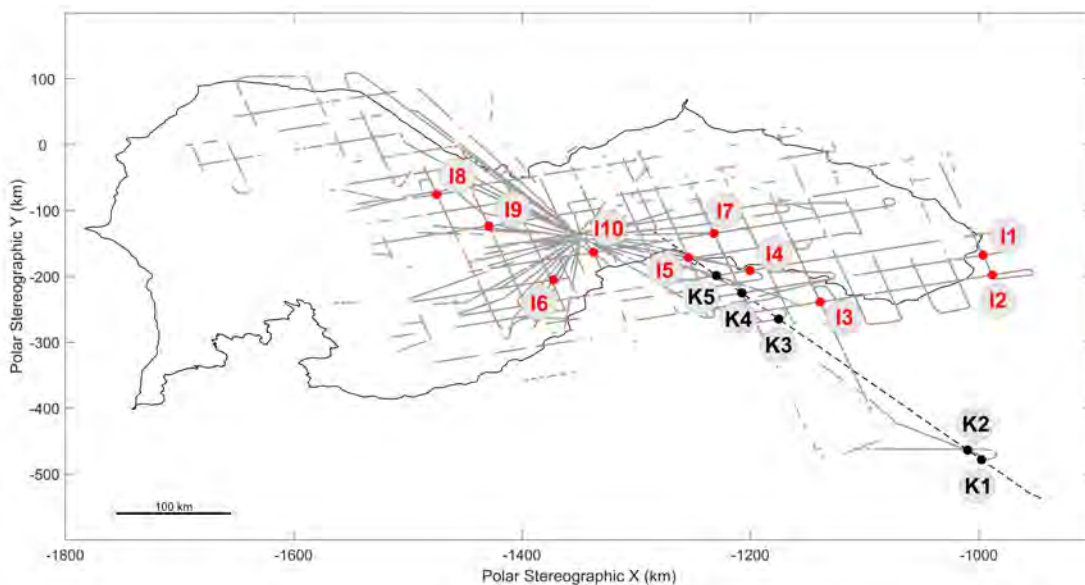 100
0
-100
-200
-300
-400
-500
Polar Stereographic Y (km)
I8
I9
I10
I7
I1
I5
I4
I2
I6
K5
K4
I3
K3
K2
K1
100 km
-1800
-1600
-1400
-1200
-1000
Polar Stereographic X (km)